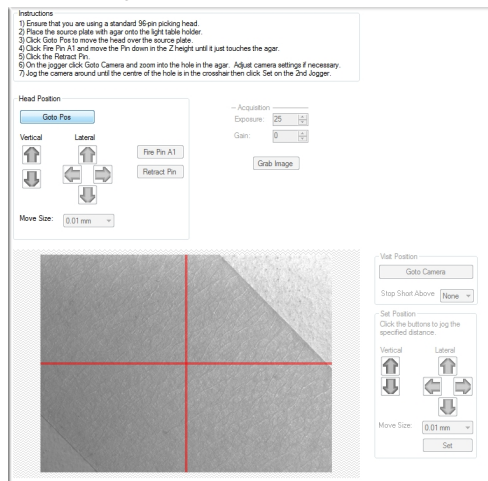 Instructions
1) Ensure that you are using a standard 96-pin picking head.
2) Place the source plate with agar onto the light table holder.
3) Click Goto Pos to move the head over the source plate.
4) Click Fire Pin A1 and move the Pin down in the Z height until it just touches the agar.
5) Click the Retract Pin.
6) On the jogger click Goto Camera and zoom into the hole in the agar.  Adjust camera settings if necessary.
7) Jog the camera around until the centre of the hole is in the crosshair then click Set on the 2nd Jogger.
Head Position
Goto Pos
Vertical
Lateral
Fire Pin A1
Retract Pin
Move Size:
0.01 mm
Acquisition
Exposure:
25
Gain:
0
Grab Image
Visit Position
Goto Camera
Stop Short Above
None
Set Position
Click the buttons to jog the
specified distance.
Vertical
Lateral
Move Size:
0.01 mm
Set